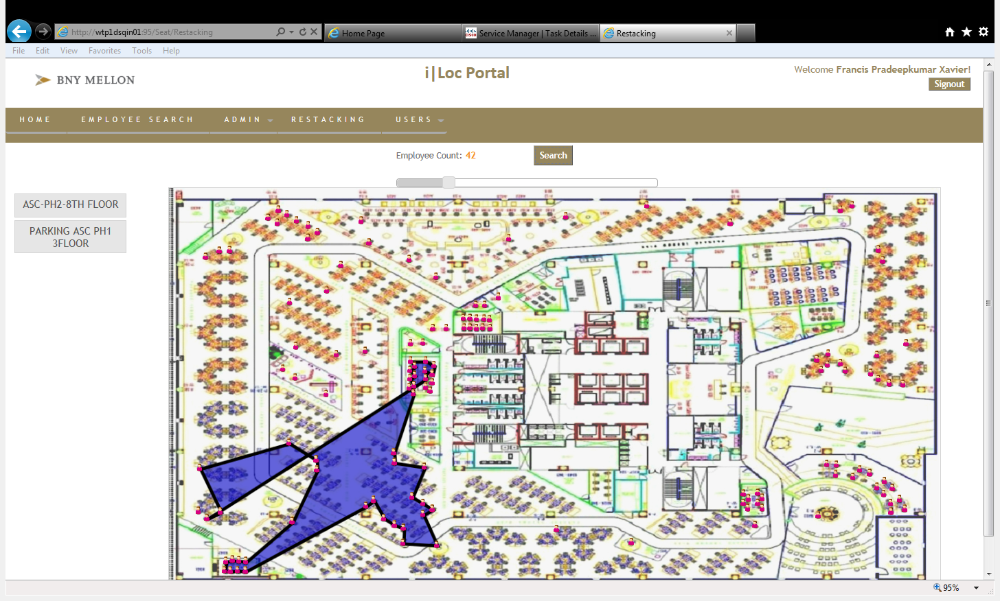 http://wtp1dsqin01:95/Seat/Restacking
Home Page
Service Manager | Task Details ...
Restacking
File Edit View Favorites Tools Help
BNY MELLON
i|Loc Portal
Welcome Francis Pradeepkumar Xavier!
Signout
HOME EMPLOYEE SEARCH ADMIN RESTACKING USERS
Employee Count: 42
Search
ASC-PH2-8TH FLOOR
PARKING ASC PH1
3FLOOR
95%